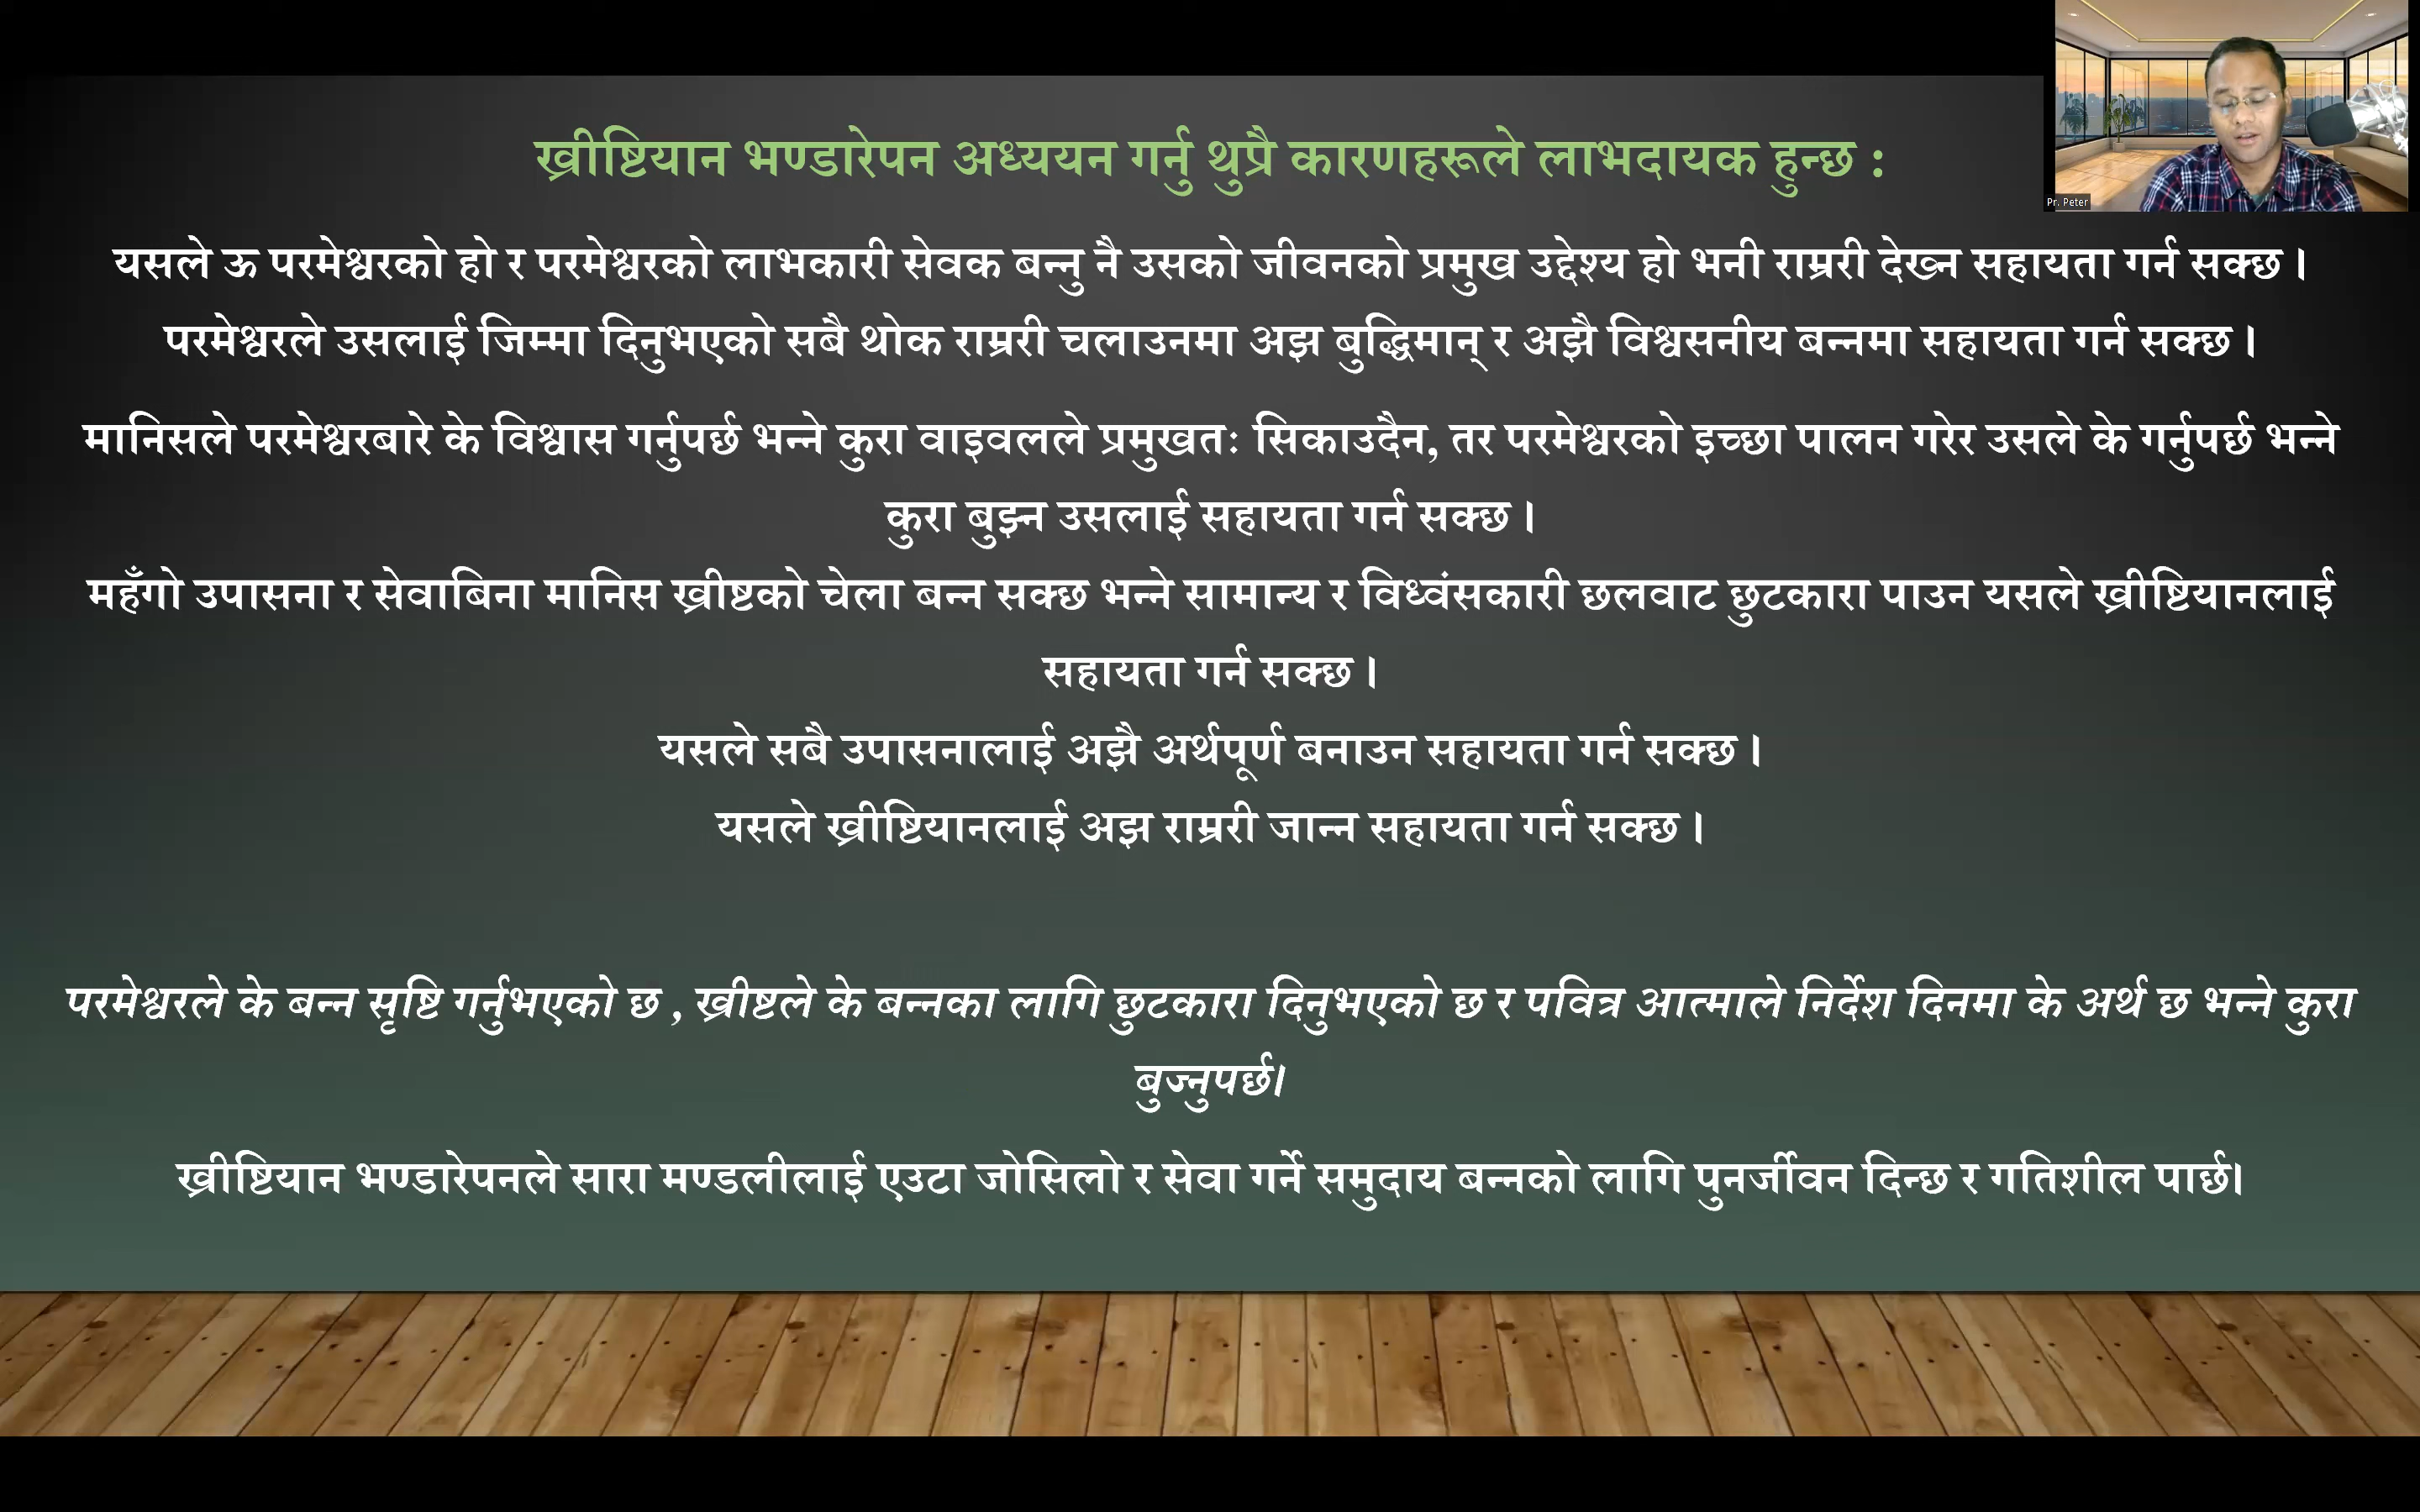 ख्रीष्टियान भण्डारेपन अध्ययन गर्नु थुप्रै कारणहरूले लाभदायक हुन्छ :
Pr. Peter
यसले ऊ परमेश्वरको हो र परमेश्वरको लाभकारी सेवक बन्नु नै उसको जीवनको प्रमुख उद्देश्य हो भनी राम्ररी देख्न सहायता गर्न सक्छ ।
परमेश्वरले उसलाई जिम्मा दिनुभएको सबै थोक राम्ररी चलाउनमा अझ बुद्धिमान् र अझै विश्वसनीय बन्नमा सहायता गर्न सक्छ ।
मानिसले परमेश्वरबारे के विश्वास गर्नुपर्छ भन्ने कुरा वाइवलले प्रमुखतः सिकाउदैन, तर परमेश्वरको इच्छा पालन गरेर उसले के गर्नुपर्छ भन्ने
कुरा बुझ्न उसलाई सहायता गर्न सक्छ ।
महँगो उपासना र सेवाबिना मानिस ख्रीष्टको चेला बन्न सक्छ भन्ने सामान्य र विध्वंसकारी छलवाट छुटकारा पाउन यसले ख्रीष्टियानलाई
सहायता गर्न सक्छ ।
यसले सबै उपासनालाई अझै अर्थपूर्ण बनाउन सहायता गर्न सक्छ ।
यसले ख्रीष्टियानलाई अझ राम्ररी जान्न सहायता गर्न सक्छ ।
परमेश्वरले के बन्न सृष्टि गर्नुभएको छ , ख्रीष्टले के बन्नका लागि छुटकारा दिनुभएको छ र पवित्र आत्माले निर्देश दिनमा के अर्थ छ भन्ने कुरा
बुज्नुपर्छ।
ख्रीष्टियान भण्डारेपनले सारा मण्डलीलाई एउटा जोसिलो र सेवा गर्ने समुदाय बन्नको लागि पुनर्जीवन दिन्छ र गतिशील पार्छ।